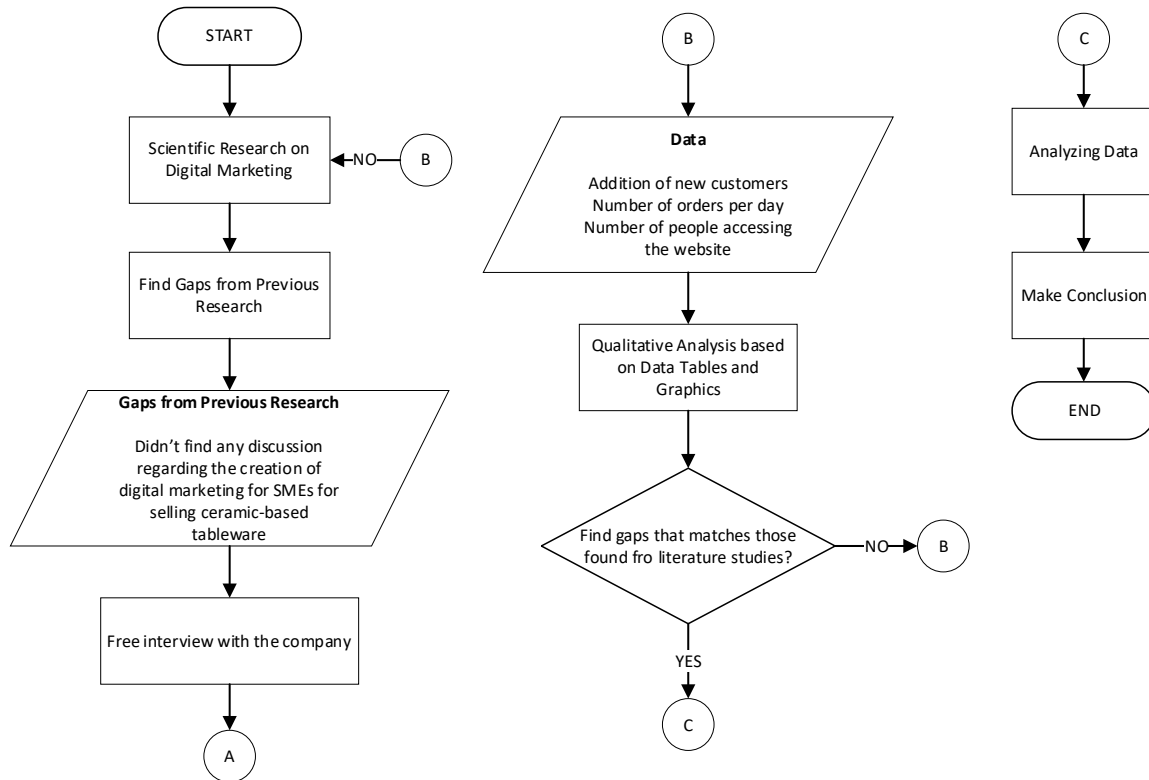 START
Scientific Research on
Digital Marketing
NO
B
Find Gaps from Previous
Research
Gaps from Previous Research
Didn't find any discussion
regarding the creation of
digital marketing for SMEs for
selling ceramic-based
tableware
Free interview with the company
A
B
Data
Addition of new customers
Number of orders per day
Number of people accessing
the website
Qualitative Analysis based
on Data Tables and
Graphics
Find gaps that matches those
found fro literature studies?
NO
B
YES
C
C
Analyzing Data
Make Conclusion
END